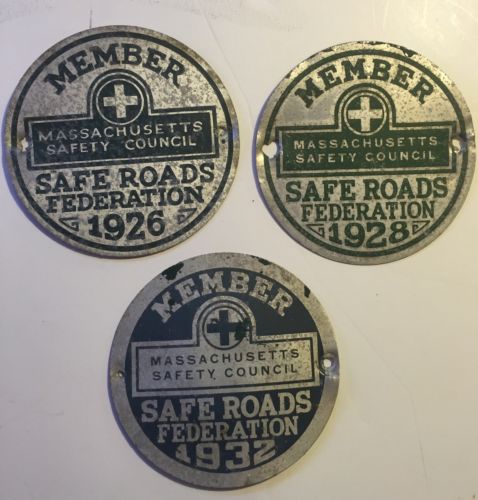 MEMBER
MASSACHUSETTS
SAFETY COUNCIL
SAFE ROADS
FEDERATION
1926
MEMBER
MASSACHUSETTS
SAFETY COUNCIL
SAFE ROADS
FEDERATION
1928
MEMBER
MASSACHUSETTS
SAFETY COUNCIL
SAFE ROADS
FEDERATION
1932